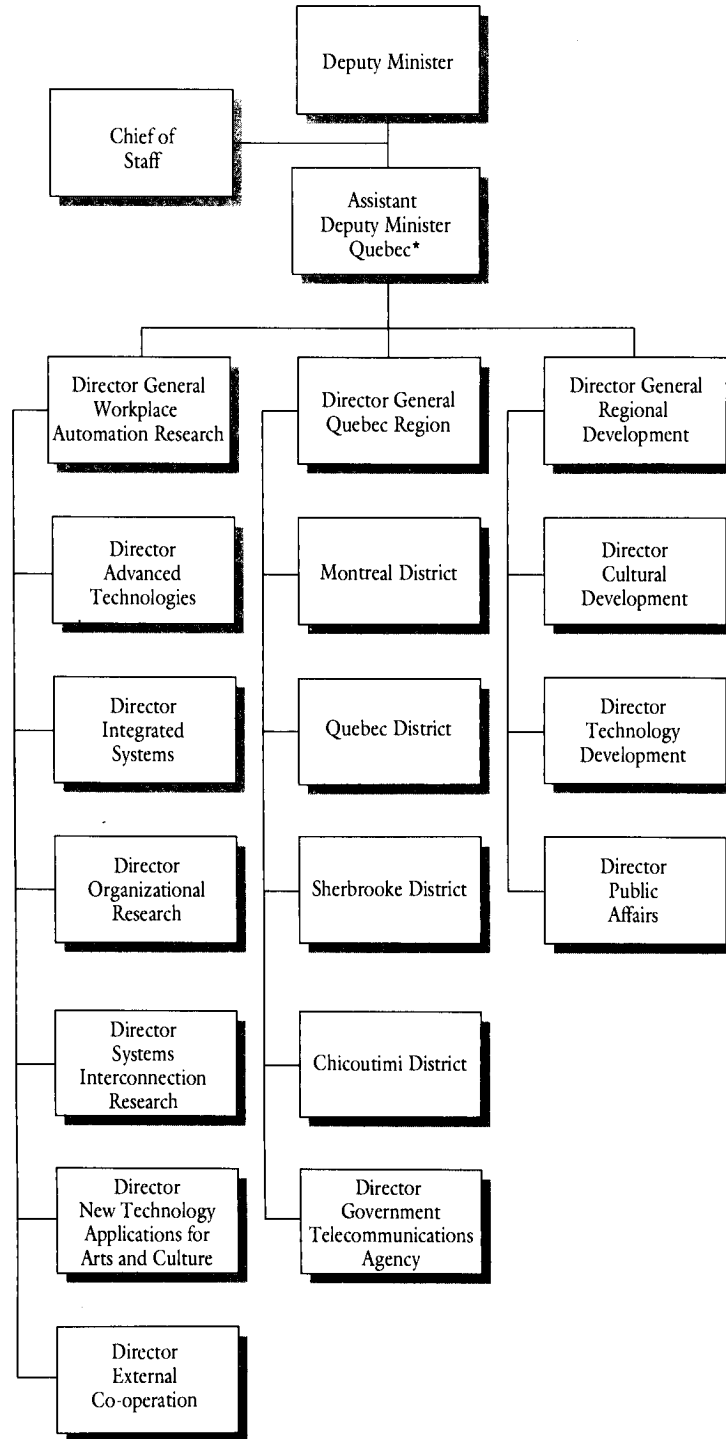 Deputy Minister
Chief of
Staff
Assistant
Deputy Minister
Quebec*
Director General
Workplace
Automation Research
Director
Advanced
Technologies
Director
Integrated
Systems
Director
Organizational
Research
Director
Systems
Interconnection
Research
Director
New Technology
Applications for
Arts and Culture
Director
External
Co-operation
Director General
Quebec Region
Montreal District
Quebec District
Sherbrooke District
Chicoutimi District
Director
Government
Telecommunications
Agency
Director General
Regional
Development
Director
Cultural
Development
Director
Technology
Development
Director
Public
Affairs